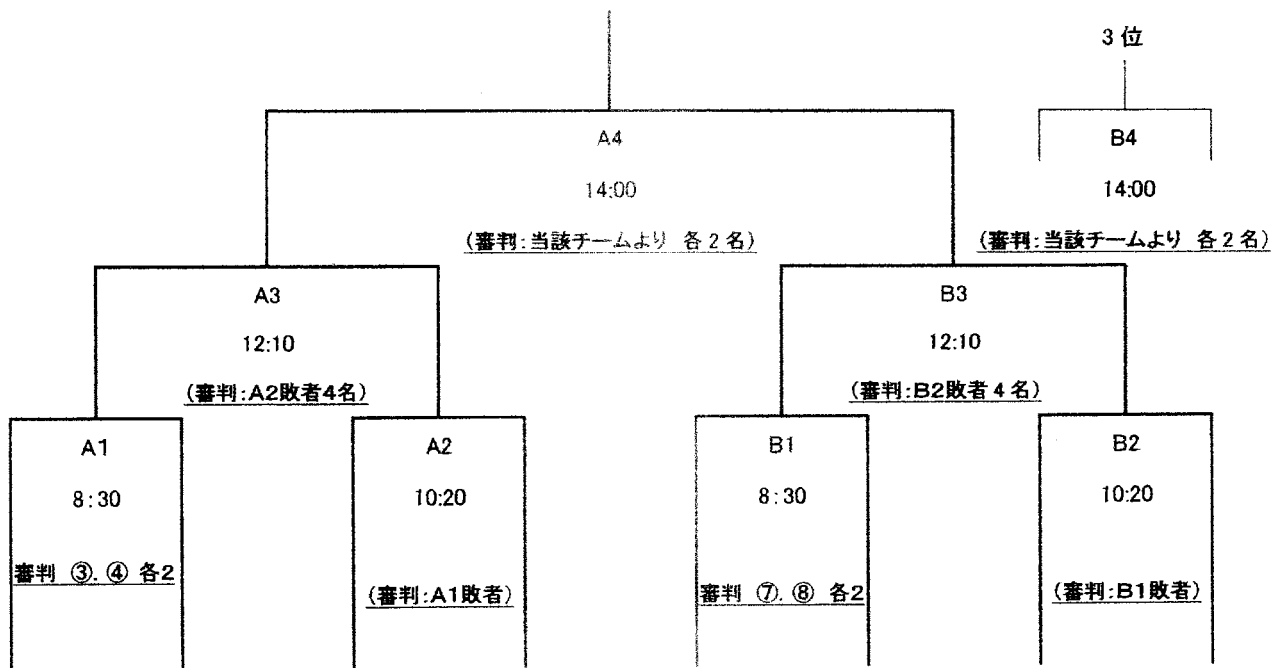 3位
A4
B4
14:00
14:00
(審判:当該チームより 各2名)
(審判:当該チームより 各2名)
A3
B3
12:10
12:10
(審判:A2敗者4名)
(審判:B2敗者4名)
A1
A2
B1
B2
8:30
10:20
8:30
10:20
審判 ③.④ 各2
(審判:A1敗者)
審判 ⑦.⑧ 各2
(審判:B1敗者)